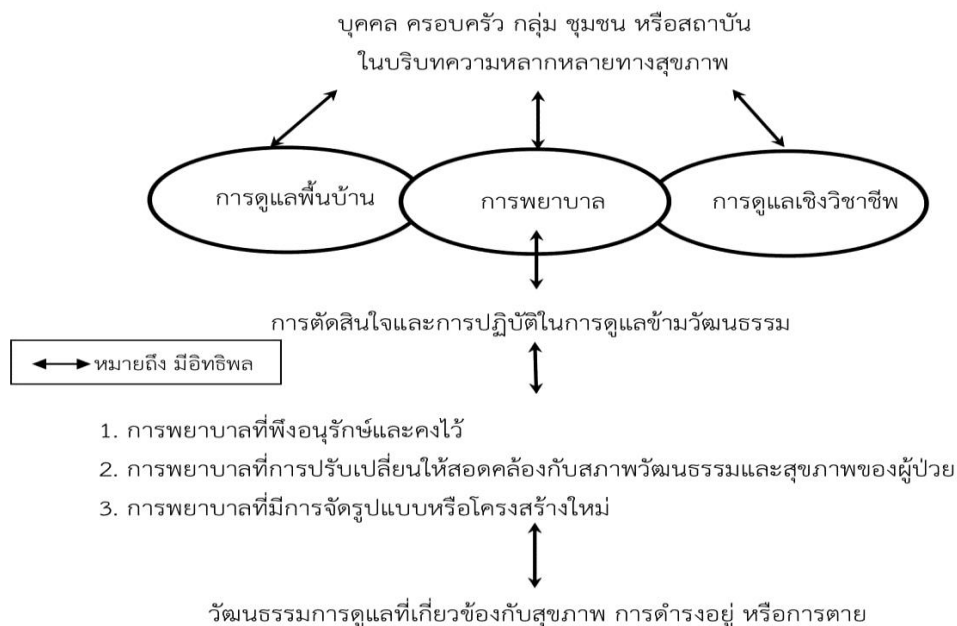 บุคคล ครอบครัว กลุ่ม ชุมชน หรือสถาบัน
ในบริบทความหลากหลายทางสุขภาพ
การดูแลพื้นบ้าน
การพยาบาล
การดูแลเชิงวิชาชีพ
การตัดสินใจและการปฏิบัติในการดูแลข้ามวัฒนธรรม
หมายถึง มีอิทธิพล
1. การพยาบาลที่พึงอนุรักษ์และคงไว้
2. การพยาบาลที่การปรับเปลี่ยนให้สอดคล้องกับสภาพวัฒนธรรมและสุขภาพของผู้ป่วย
3. การพยาบาลที่มีการจัดรูปแบบหรือโครงสร้างใหม่
วัฒนธรรมการดูแลที่เกี่ยวข้องกับสุขภาพ การดำรงอยู่ หรือการตาย